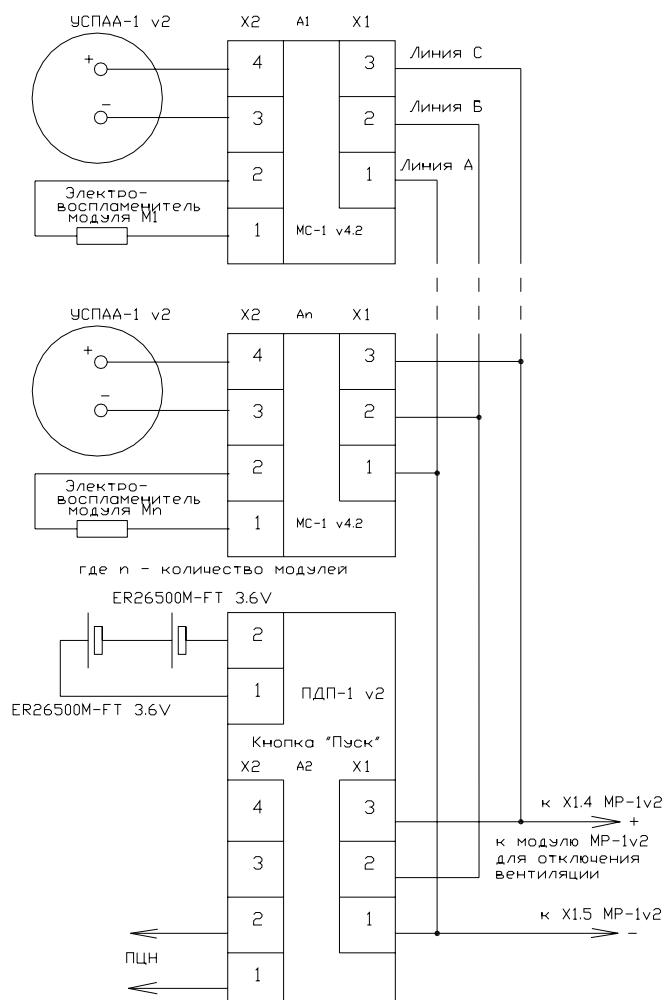 УСПАА-1 v2
X2 A1 X1
+
-
4
3
2
1
3
2
1
Линия С
Линия Б
Линия А
Электро-
воспламенитель
модуля М1
МС-1 v4.2
УСПАА-1 v2
X2 An X1
+
-
4
3
2
1
3
2
1
Электро-
воспламенитель
модуля Mn
МС-1 v4.2
где n - количество модулей
ER26500M-FT 3.6V
2
1
ПДП-1 v2
ER26500M-FT 3.6V
Кнопка "Пуск"
X2 A2 X1
4
3
2
1
3
2
1
к X1.4 МР-1v2
+
к модулю МР-1v2
для отключения
вентиляции
к X1.5 МР-1v2
-
ПЦН